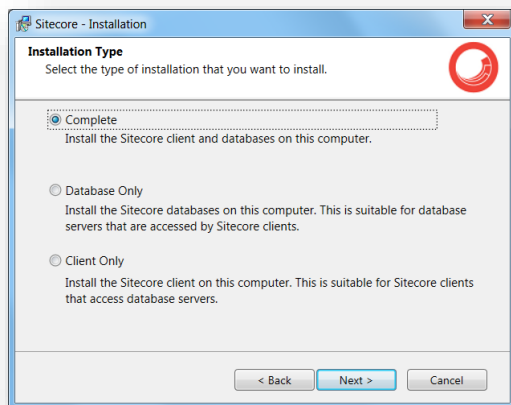 Sitecore - Installation
Installation Type
Select the type of installation that you want to install.
Complete
Install the Sitecore client and databases on this computer.
Database Only
Install the Sitecore databases on this computer. This is suitable for database
servers that are accessed by Sitecore clients.
Client Only
Install the Sitecore client on this computer. This is suitable for Sitecore clients
that access database servers.
< Back Next > Cancel